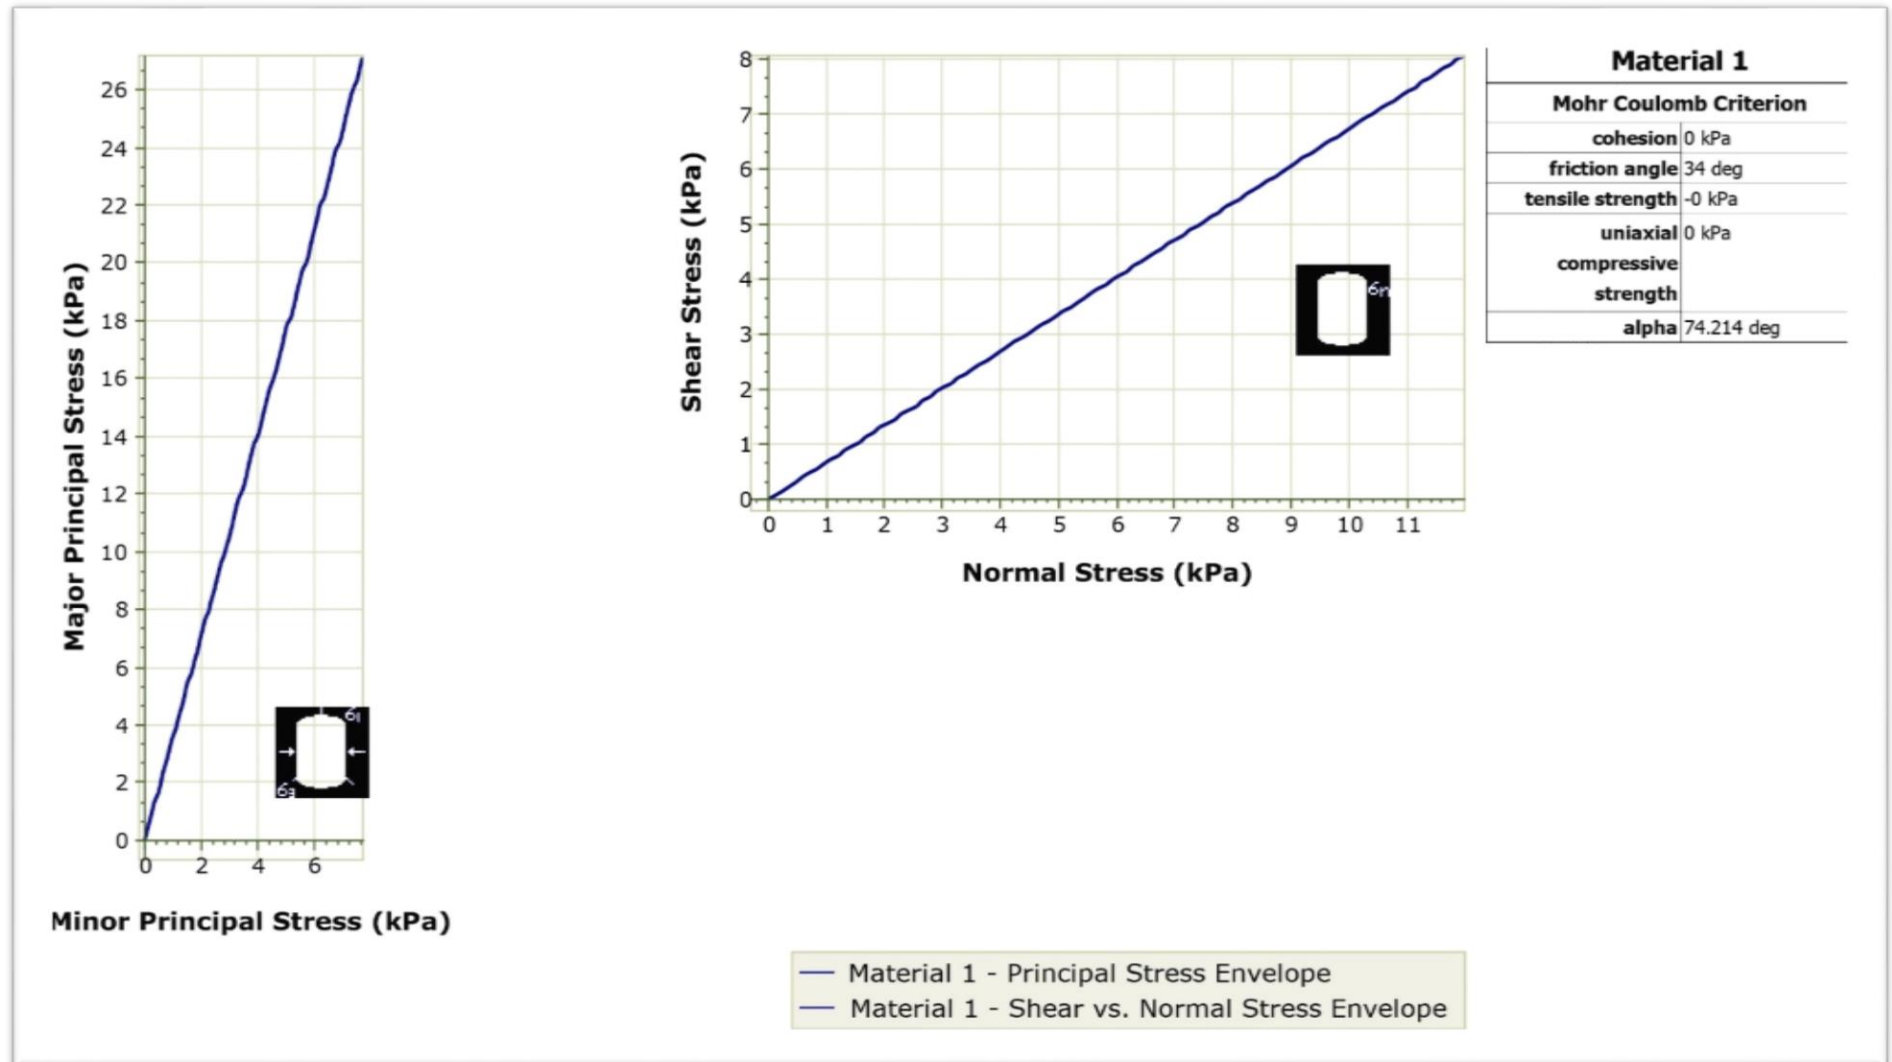 26
24
22
20
18
16
14
12
10
8
6
4
2
0
0 2 4 6
Major Principal Stress (kPa)
Minor Principal Stress (kPa)
8
7
6
5
4
3
2
1
0
0 1 2 3 4 5 6 7 8 9 10 11
Shear Stress (kPa)
Normal Stress (kPa)
Material 1
Mohr Coulomb Criterion
cohesion 0 kPa
friction angle 34 deg
tensile strength -0 kPa
uniaxial 0 kPa
compressive
strength
alpha 74.214 deg
Material 1 - Principal Stress Envelope
Material 1 - Shear vs. Normal Stress Envelope